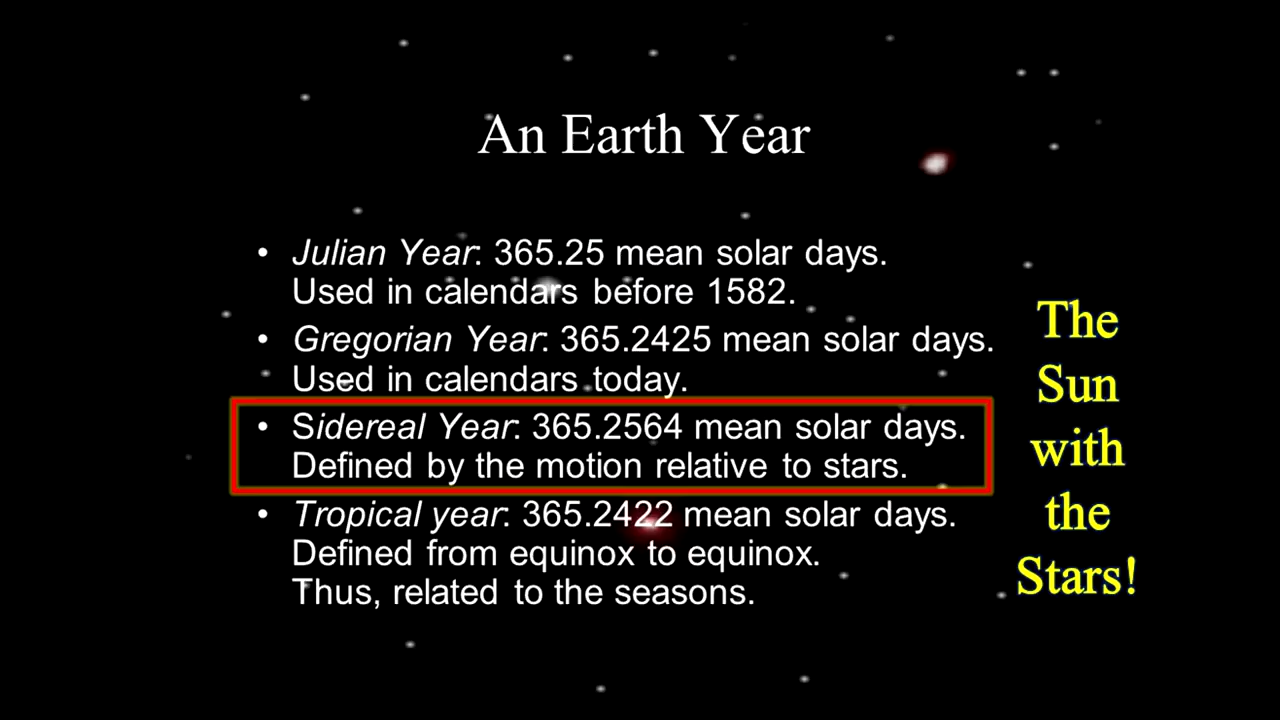 An Earth Year
• Julian Year: 365.25 mean solar days.
Used in calendars before 1582.
• Gregorian Year: 365.2425 mean solar days.
Used in calendars today.
• Sidereal Year: 365.2564 mean solar days.
Defined by the motion relative to stars.
• Tropical year: 365.2422 mean solar days.
Defined from equinox to equinox.
Thus, related to the seasons.
The
Sun
with
the
Stars!